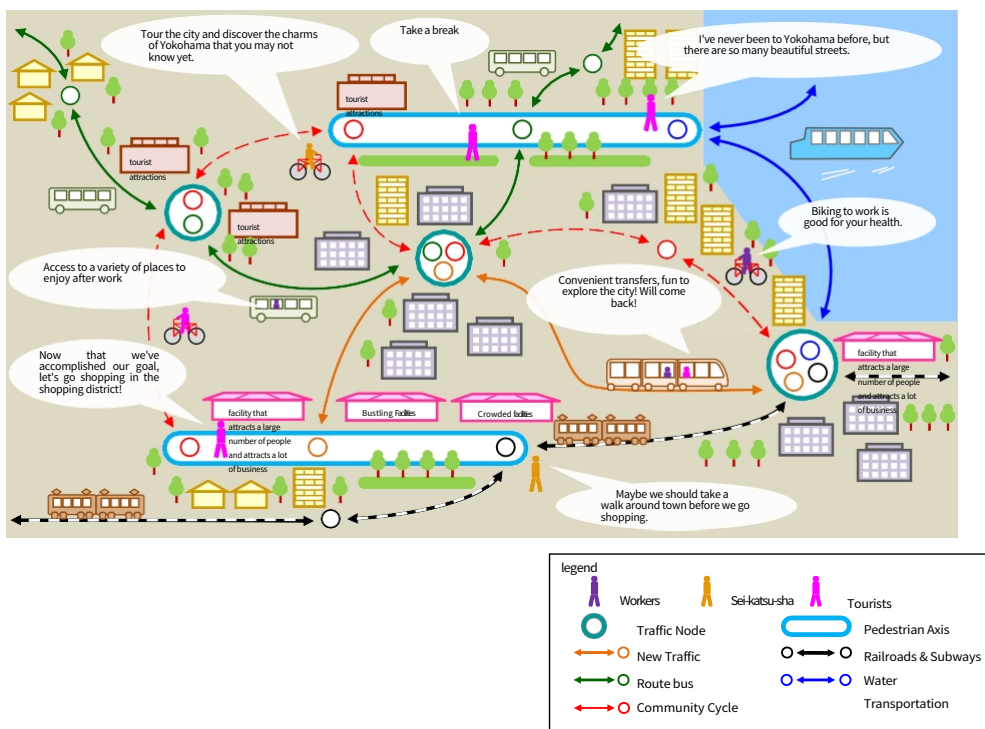 Tour the city and discover the charms
of Yokohama that you may not
know yet.
Take a break
I've never been to Yokohama before, but
there are so many beautiful streets.
tourist
attractions
tourist
attractions
tourist
attractions
Biking to work is
good for your health.
Access to a variety of places to
enjoy after work
Convenient transfers, fun to
explore the city! Will come
back!
Now that we've
accomplished our goal,
let's go shopping in the
shopping district!
facility that
attracts a large
number of people
and attracts a lot
of business
facility that
attracts a large
number of people
and attracts a lot
of business
Bustling Facilities
Crowded facilities
Maybe we should take a
walk around town before we go
shopping.
legend
Workers
Sei-katsu-sha
Tourists
Traffic Node
Pedestrian Axis
New Traffic
Railroads & Subways
Route bus
Water
Transportation
Community Cycle